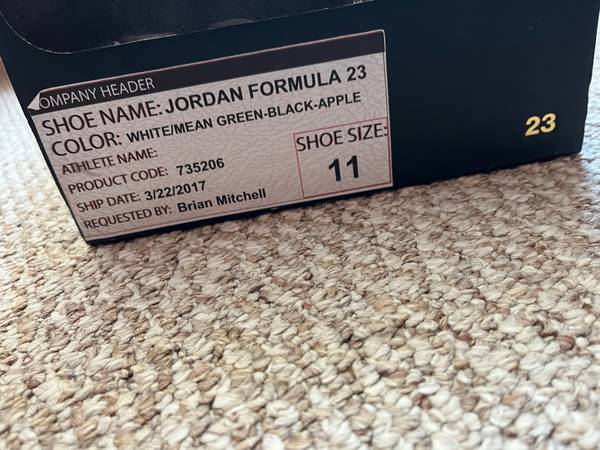 OMPANY HEADER
SHOE NAME: JORDAN FORMULA 23
COLOR: WHITE/MEAN GREEN-BLACK-APPLE
ATHLETE NAME:
PRODUCT CODE: 735206
SHIP DATE: 3/22/2017
REQUESTED BY: Brian Mitchell
SHOE SIZE:
11
23